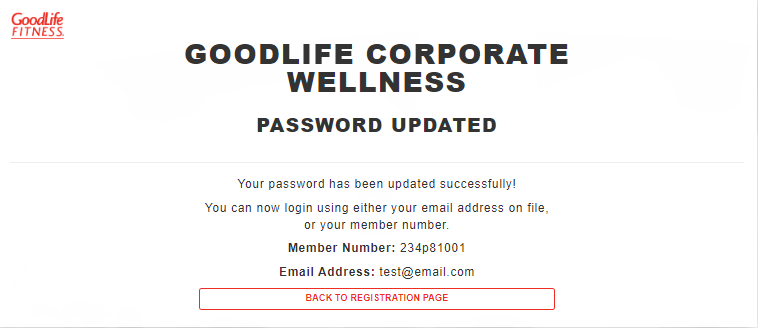 GoodLife
FITNESS
GOODLIFE CORPORATE
WELLNESS
PASSWORD UPDATED
Your password has been updated successfully!
You can now login using either your email address on file,
or your member number.
Member Number: 234p81001
Email Address: test@email.com
BACK TO REGISTRATION PAGE